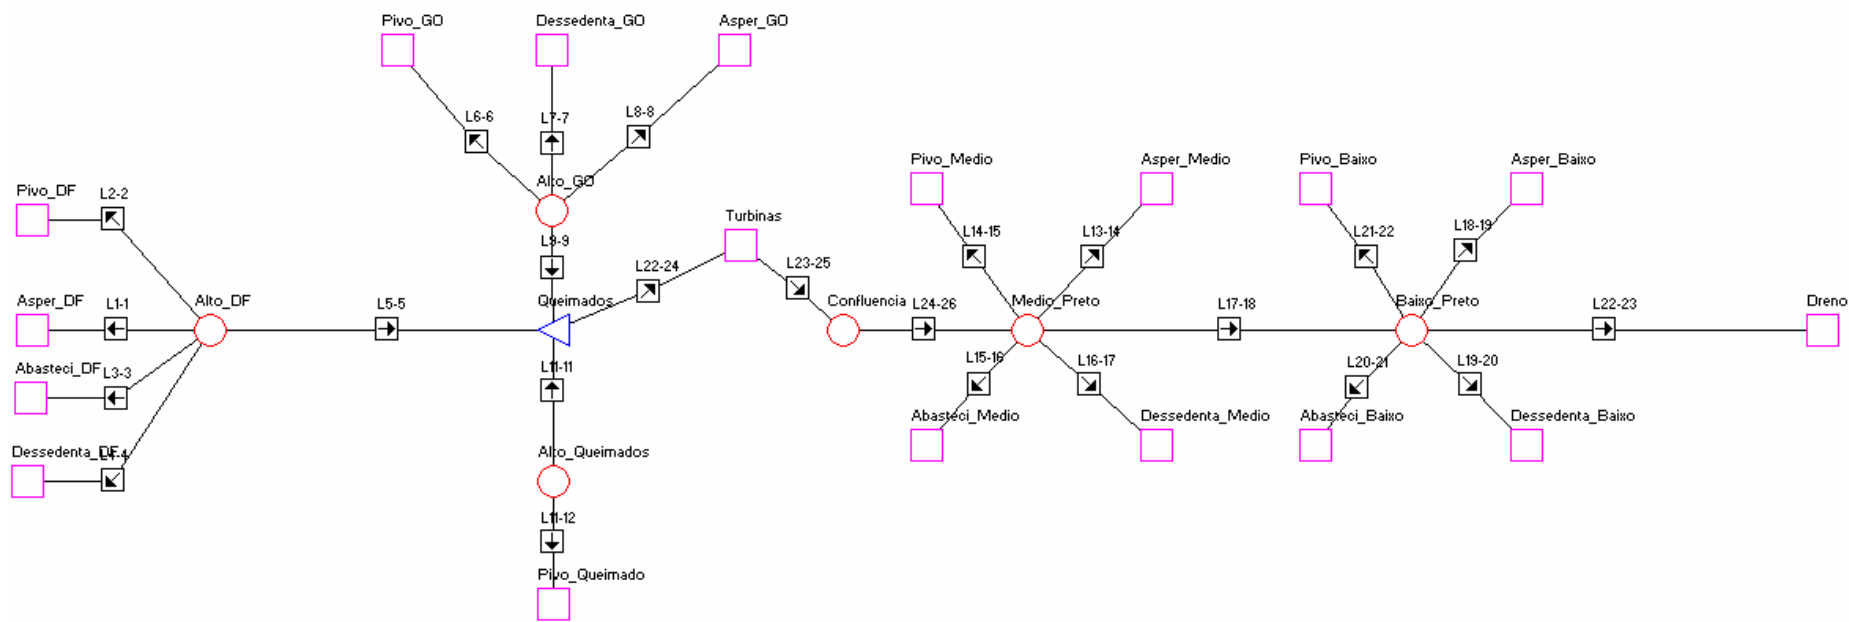 Pivo_GO
Dessedenta_GO
Asper_GO
L6-6
L7-7
L8-8
Alto_GO
Pivo_DF
L2-2
L9-9
Turbinas
L22-24
L23-25
Pivo_Medio
Asper_Medio
Pivo_Baixo
Asper_Baixo
L14-15
L13-14
L21-22
L18-19
Asper_DF
L1-1
Alto_DF
L5-5
Queimados
Confluencia
L24-26
Medio_Preto
L17-18
Baixo_Preto
L22-23
Dreno
Abasteci_DF
L3-3
L11-11
L15-16
L16-17
L20-21
L19-20
Abasteci_Medio
Dessedenta_Medio
Abasteci_Baixo
Dessedenta_Baixo
Dessedenta_DF
L4-4
Alto_Queimados
L11-12
Pivo_Queimado